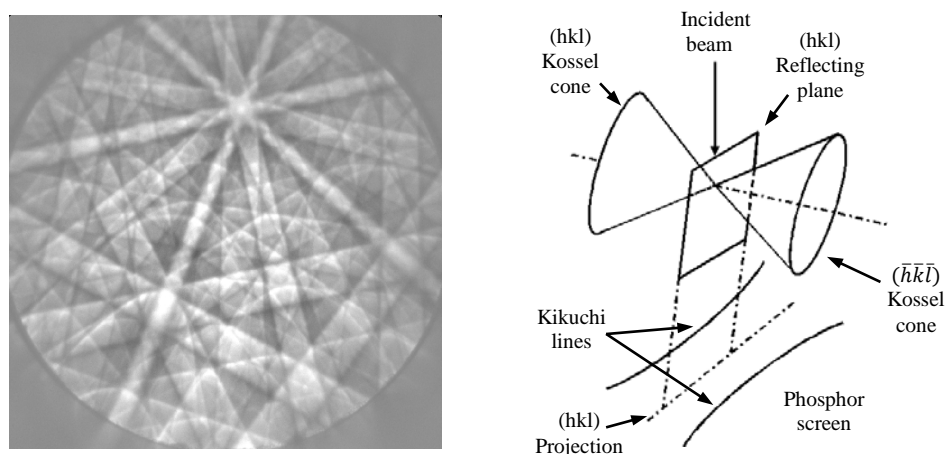 (hkl)
Kossel
cone
Incident
beam
(hkl)
Reflecting
plane
(h̅k̅l̅)
Kossel
cone
Kikuchi
lines
(hkl)
Projection
Phosphor
screen